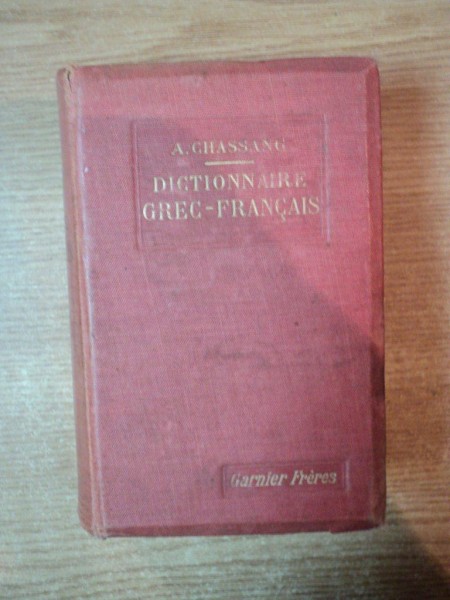 A. CHASSANG
DICTIONNAIRE
GREC-FRANÇAIS
Garnier Frères